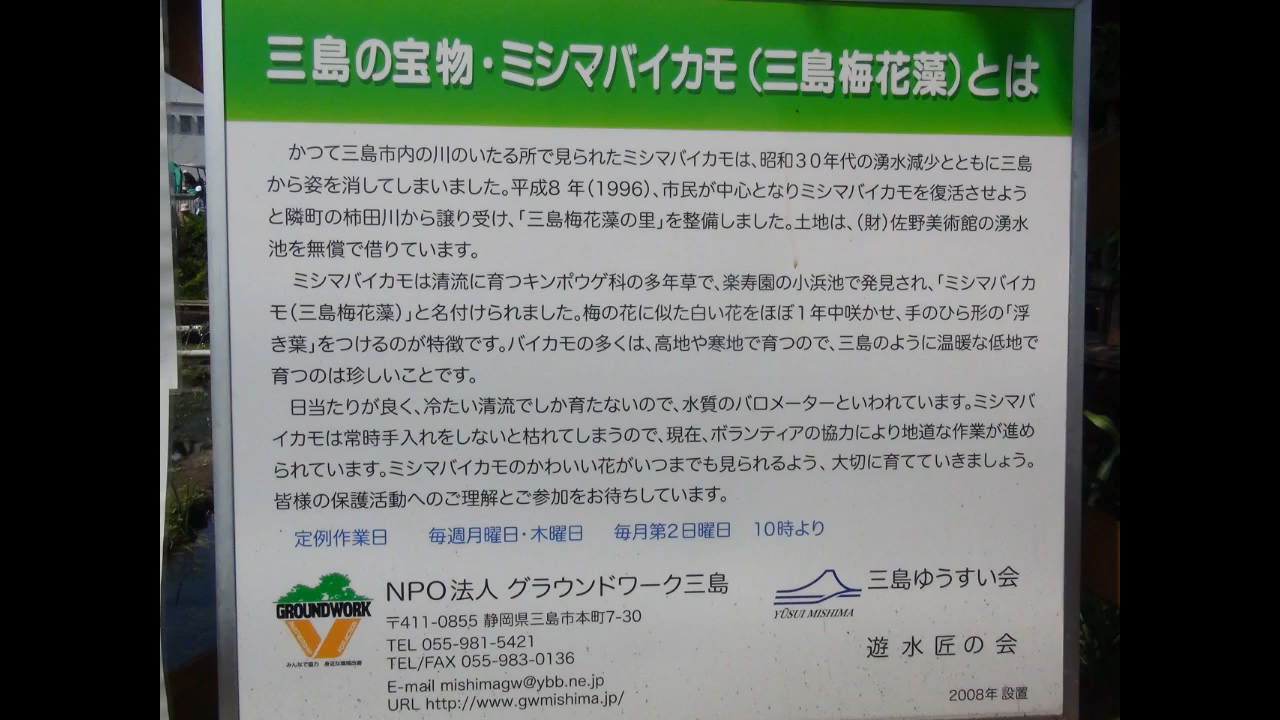 三島の宝物・ミシマバイカモ（三島梅花藻）とは
かつて三島市内の川のいたる所で見られたミシマバイカモは、昭和３０年代の湧水減少とともに三島
から姿を消してしまいました。平成8 年（1996）、市民が中心となりミシマバイカモを復活させよう
と隣町の柿田川から譲り受け、「三島梅花藻の里」を整備しました。土地は、（財）佐野美術館の湧水
池を無償で借りています。
ミシマバイカモは清流に育つキンポウゲ科の多年草で、楽寿園の小浜池で発見され、「ミシマバイカ
モ（三島梅花藻）」と名付けられました。梅の花に似た白い花をほぼ１年中咲かせ、手のひら形の「浮
き葉」をつけるのが特徴です。バイカモの多くは、高地や寒地で育つので、三島のように温暖な低地で
育つのは珍しいことです。
日当たりが良く、冷たい清流でしか育たないので、水質のバロメーターといわれています。ミシマバ
イカモは常時手入れをしないと枯れてしまうので、現在、ボランティアの協力により地道な作業が進め
られています。ミシマバイカモのかわいい花がいつまでも見られるよう、大切に育てていきましょう。
皆様の保護活動へのご理解とご参加をお待ちしています。
定例作業日　毎週月曜日・木曜日　毎月第２日曜日　10時より
GROUNDWORK
みんなで協力 身近な環境改善
NPO法人 グラウンドワーク三島
〒411-0855 静岡県三島市本町7-30
TEL 055-981-5421
TEL/FAX 055-983-0136
E-mail mishimagw@ybb.ne.jp
URL http://www.gwmishima.jp/
YŪSUI MISHIMA
三島ゆうすい会
遊水匠の会
2008年 設置